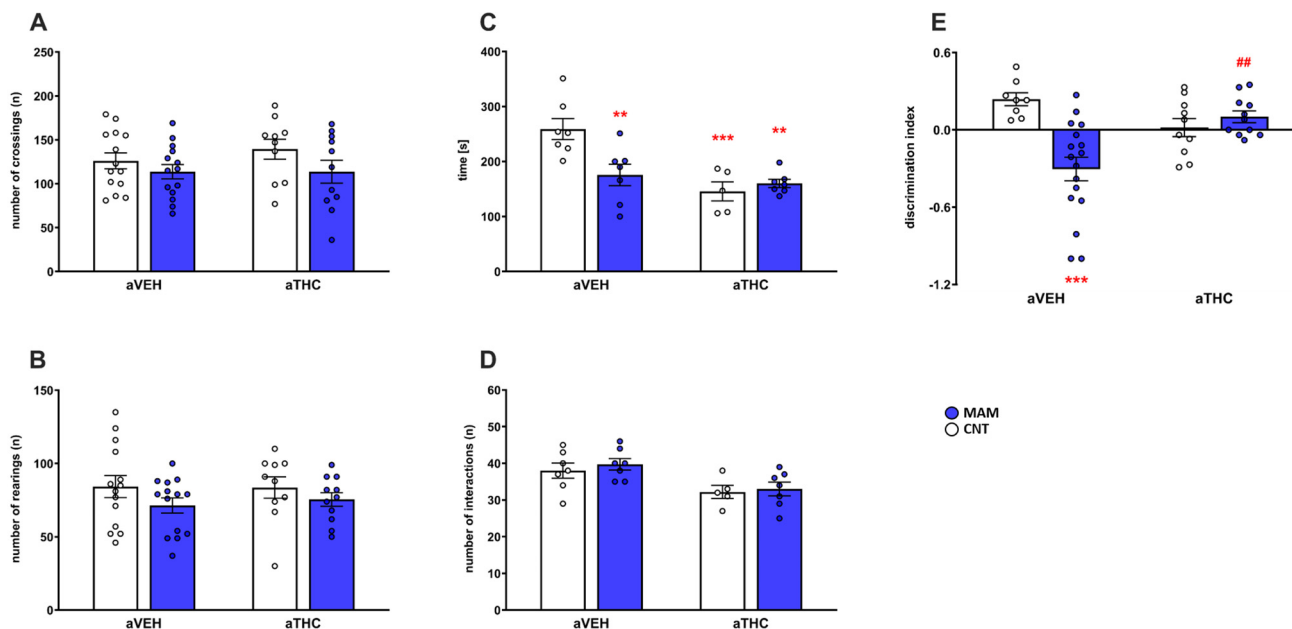 A
number of crossings (n)
250
200
150
100
50
0
aVEH
aTHC
C
time [s]
400
300
200
100
0
**
***
**
aVEH
aTHC
E
discrimination index
0.6
0.0
-0.6
-1.2
##
***
aVEH
aTHC
B
number of rearings (n)
150
100
50
0
aVEH
aTHC
D
number of interactions (n)
60
50
40
30
20
10
0
aVEH
aTHC
MAM
CNT